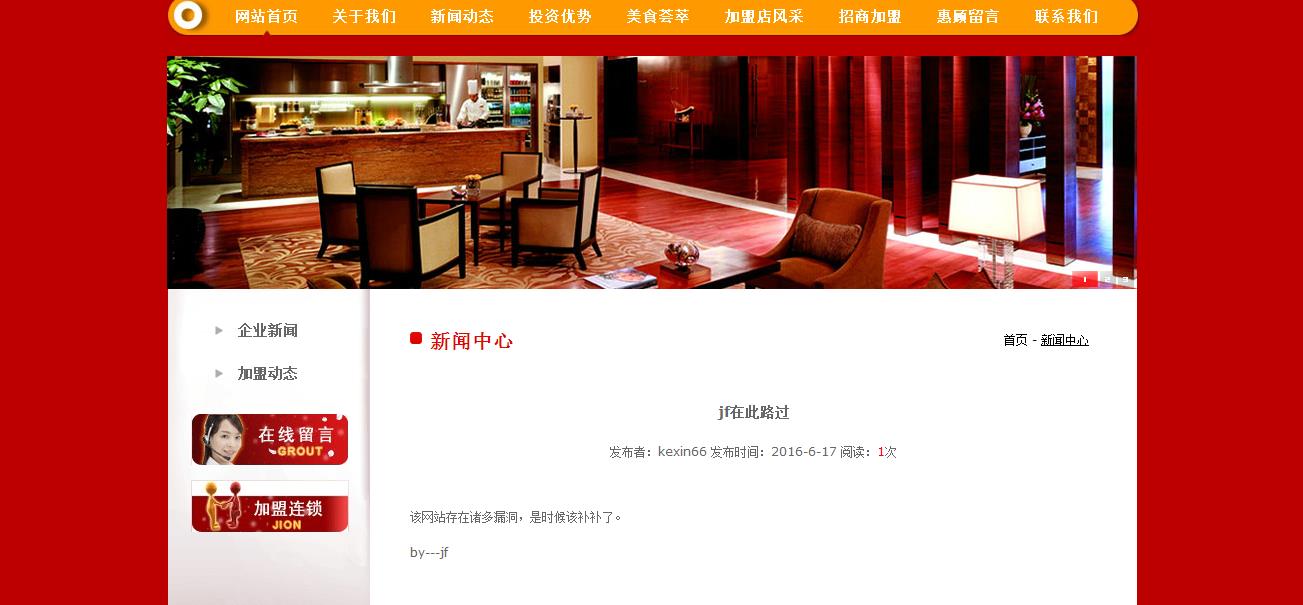 网站首页 关于我们 新闻动态 投资优势 美食荟萃 加盟店风采 招商加盟 惠顾留言 联系我们
1 2 3
企业新闻
加盟动态
在线留言
GROUT
加盟连锁
JION
新闻中心
首页 - 新闻中心
jf在此路过
发布者：kexin66 发布时间：2016-6-17 阅读：1次
该网站存在诸多漏洞，是时候该补补了。
by---jf